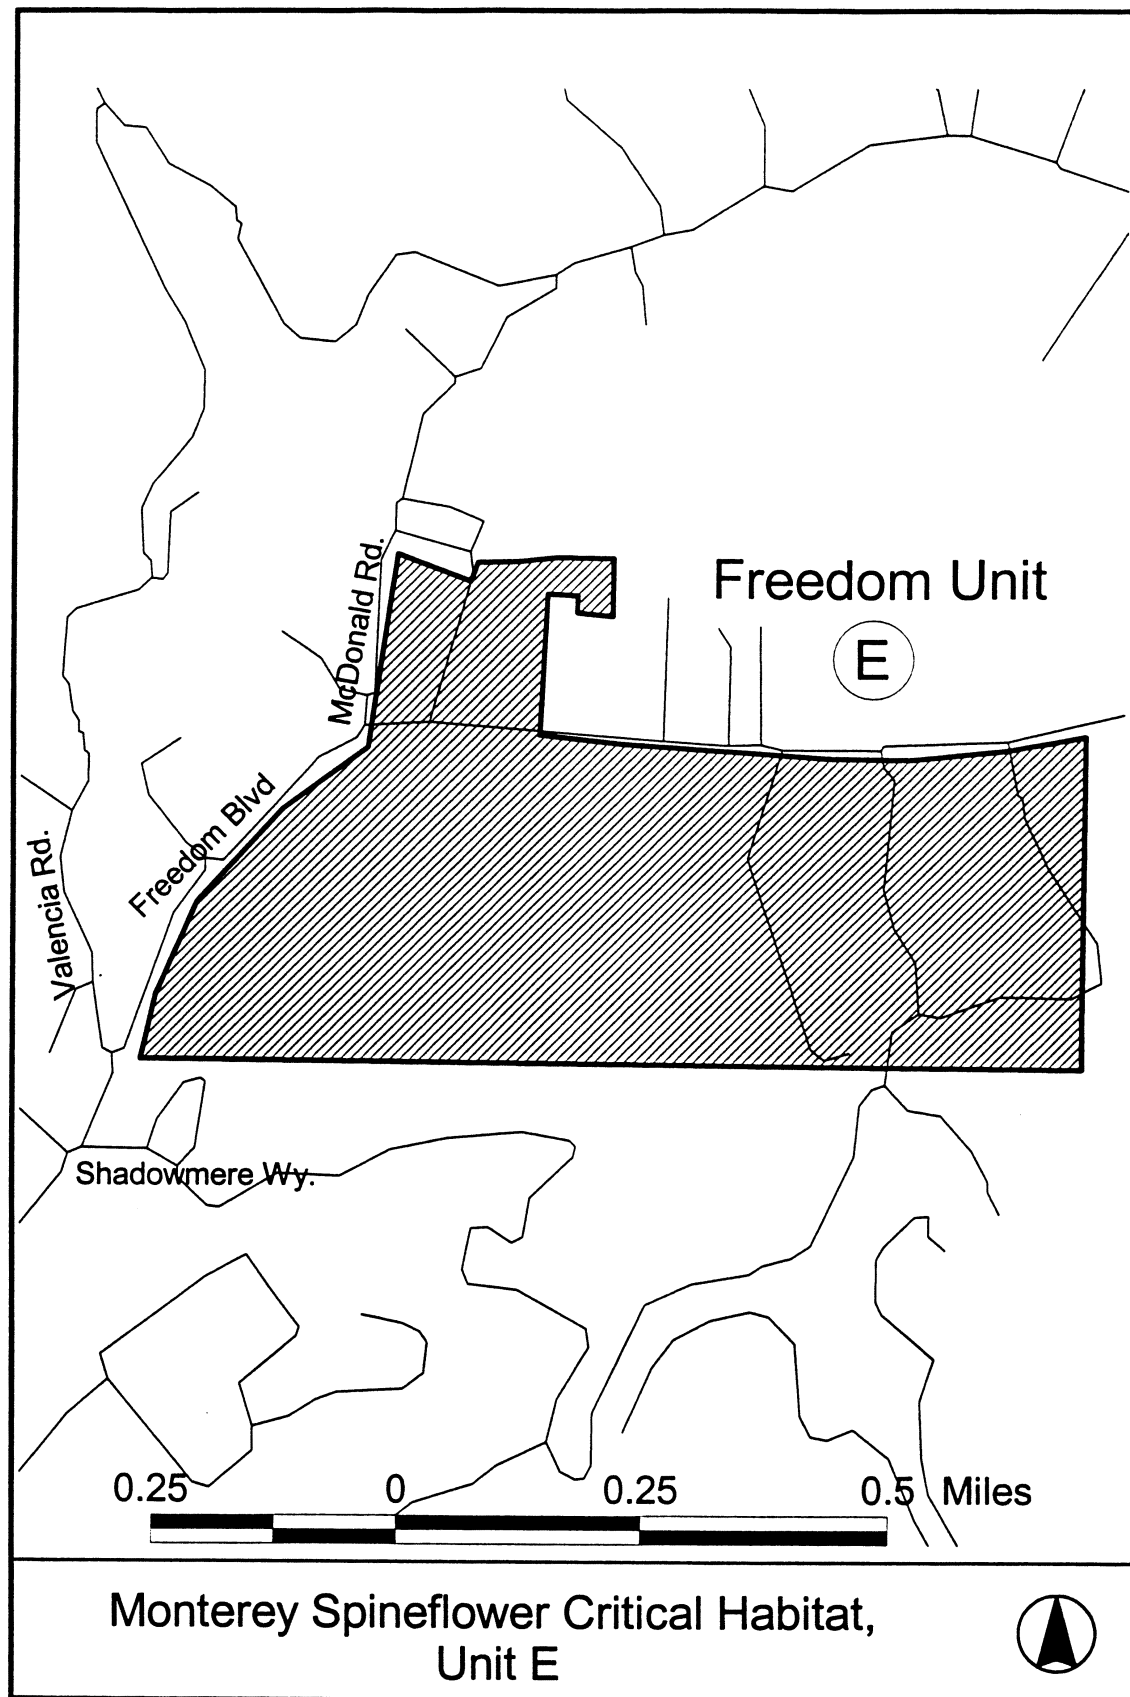 Freedom Unit
E
McDonald Rd.
Freedom Blvd
Valencia Rd.
Shadowmere Wy.
0.25 0 0.25 0.5 Miles
Monterey Spineflower Critical Habitat,
Unit E